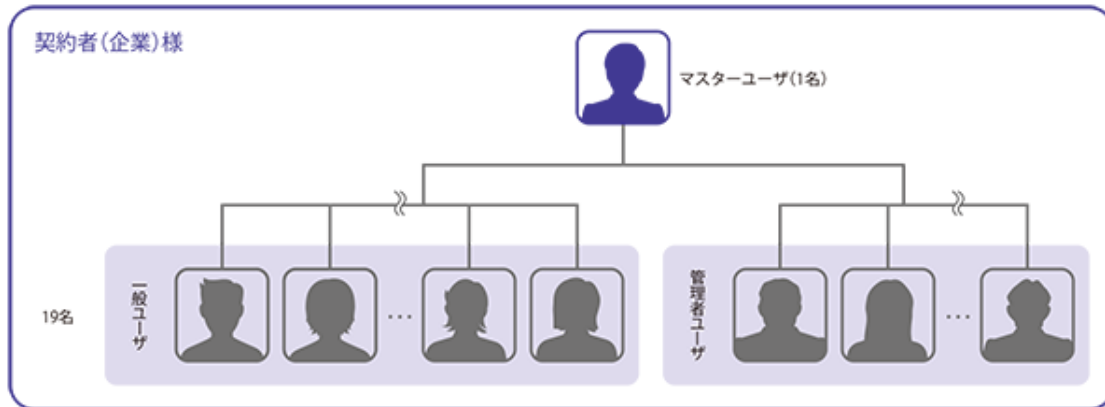 契約者(企業)様
マスターユーザ(1名)
19名
一般ユーザ
…
管理者ユーザ
…